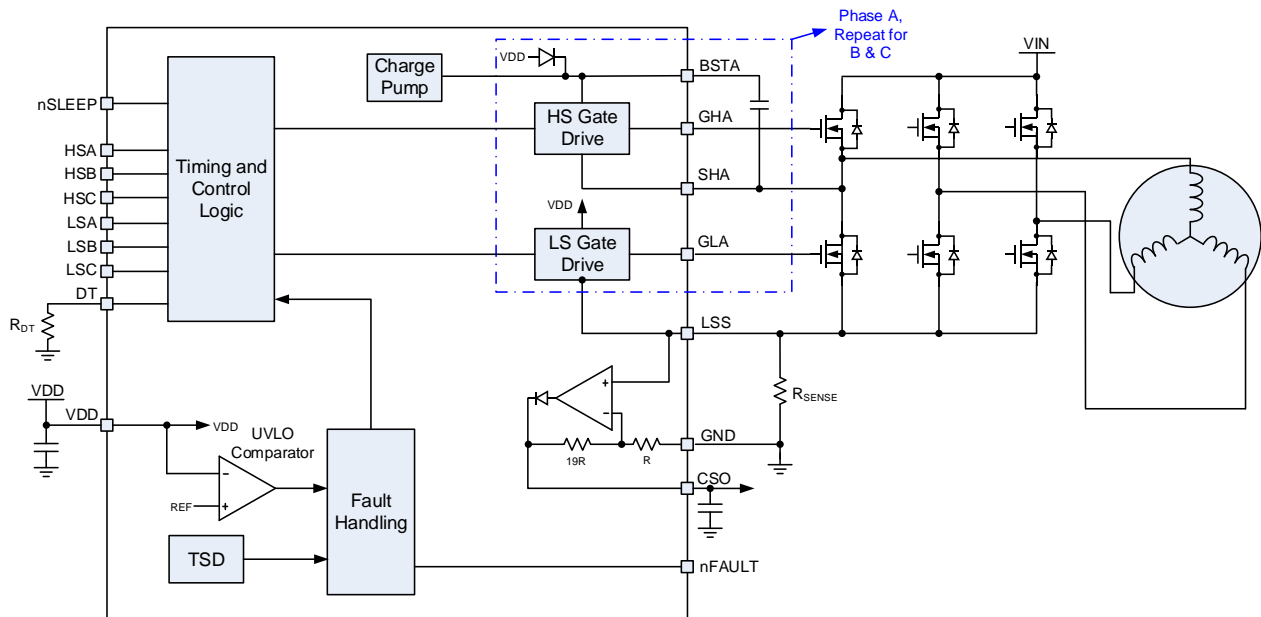 Phase A,
Repeat for
B & C
VIN
Charge
Pump
VDD
BSTA
nSLEEP
HS Gate
Drive
GHA
HSA
HSB
HSC
LSA
LSB
LSC
DT
Timing and
Control
Logic
SHA
VDD
LS Gate
Drive
GLA
RDT
LSS
RSENSE
+
-
GND
19R
R
CSO
VDD
VDD
VDD
UVLO
Comparator
-
+
REF
Fault
Handling
TSD
nFAULT